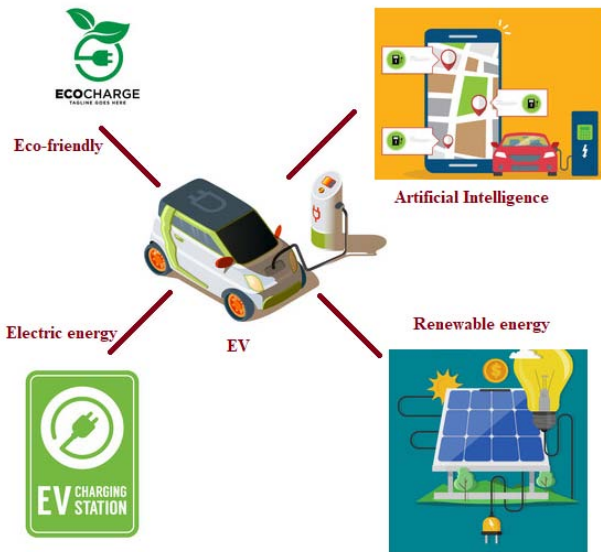 ECOCHARGE
TAGLINE GOES HERE
Eco-friendly
Artificial Intelligence
Electric energy
EV
Renewable energy
EV CHARGING
STATION